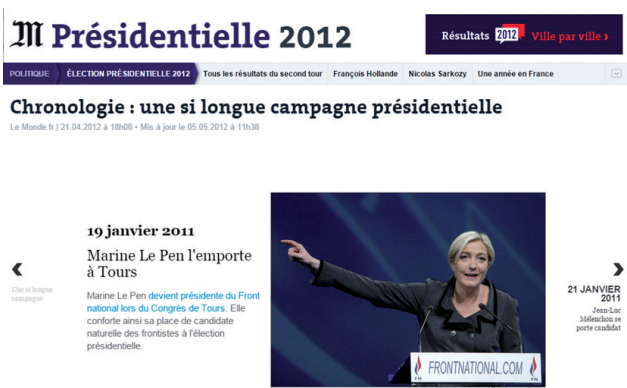 M Présidentielle 2012
Résultats 2012 Ville par ville ›
POLITIQUE ÉLECTION PRÉSIDENTIELLE 2012 Tous les résultats du second tour François Hollande Nicolas Sarkozy Une année en France
Chronologie : une si longue campagne présidentielle
Le Monde.fr | 21.04.2012 à 18h08 • Mis à jour le 05.05.2012 à 11h38
19 janvier 2011
Marine Le Pen l'emporte
à Tours
Marine Le Pen devient présidente du Front
national lors du Congrès de Tours. Elle
conforte ainsi sa place de candidate
naturelle des frontistes à l'élection
présidentielle.
Une si longue
campagne
FRONTNATIONAL.COM
FN
FN
21 JANVIER
2011
Jean-Luc
Mélenchon se
porte candidat